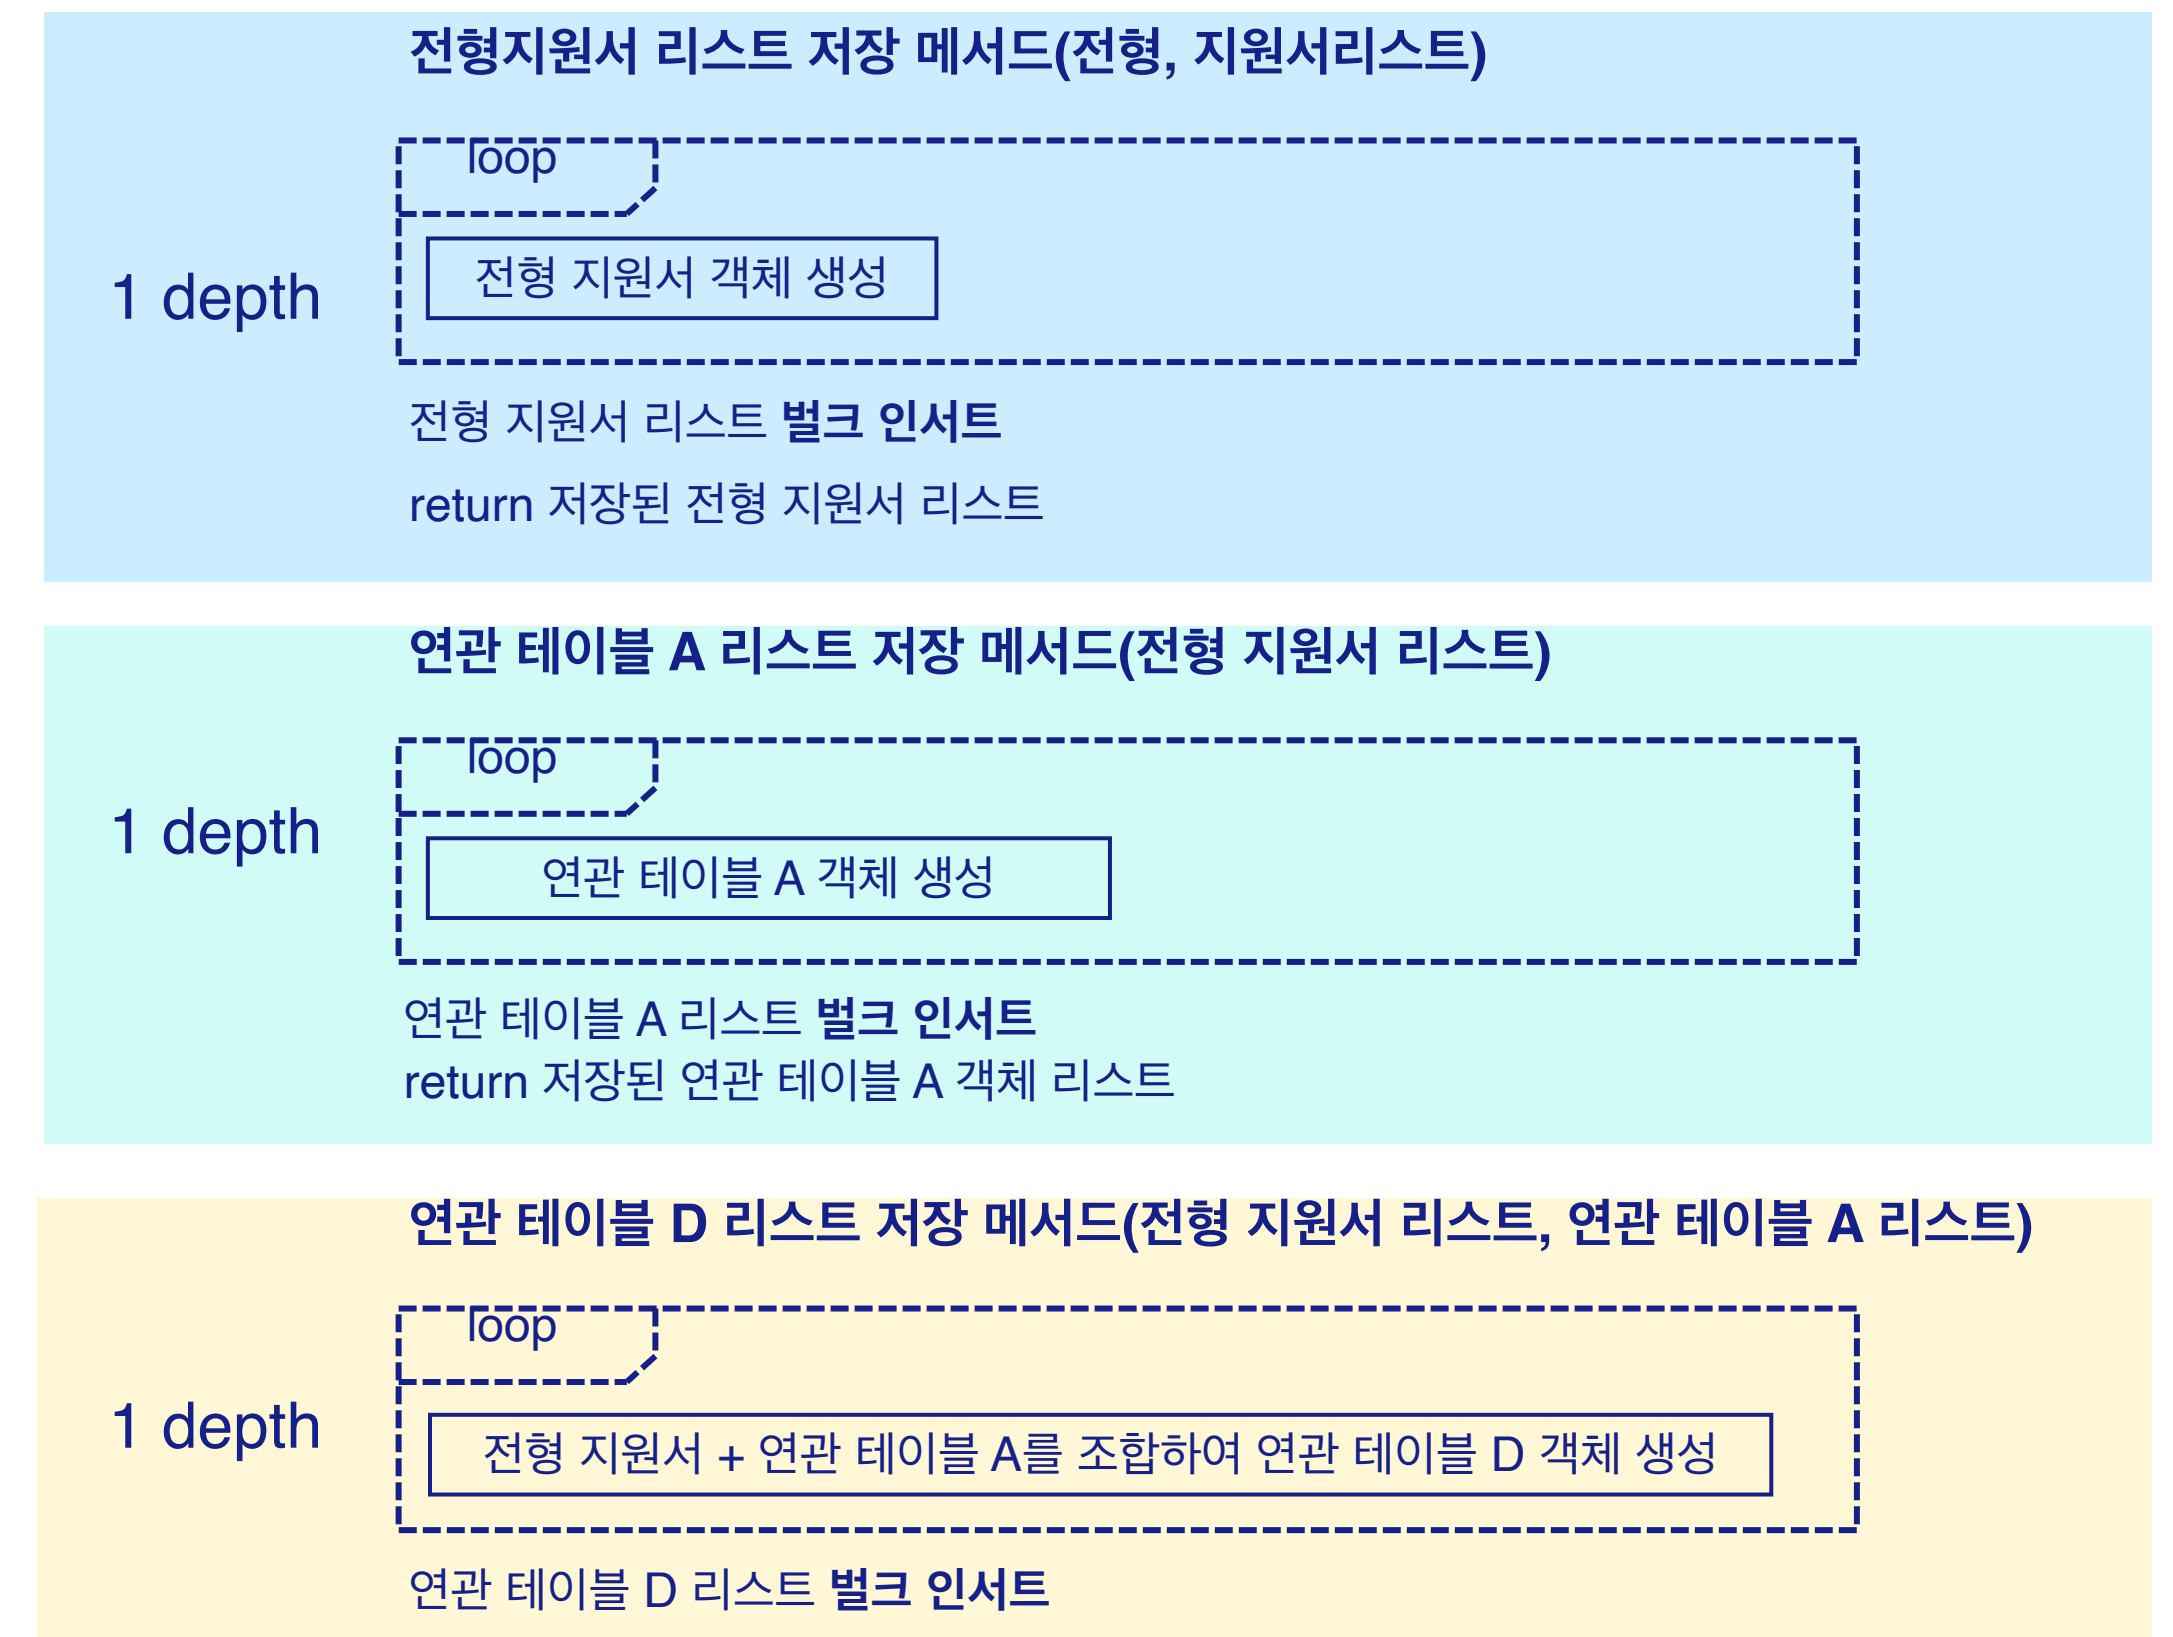 전형지원서 리스트 저장 메서드(전형, 지원서리스트)
loop
1 depth
전형 지원서 객체 생성
전형 지원서 리스트 벌크 인서트
return 저장된 전형 지원서 리스트
연관 테이블 A 리스트 저장 메서드(전형 지원서 리스트)
loop
1 depth
연관 테이블 A 객체 생성
연관 테이블 A 리스트 벌크 인서트
return 저장된 연관 테이블 A 객체 리스트
연관 테이블 D 리스트 저장 메서드(전형 지원서 리스트, 연관 테이블 A 리스트)
loop
1 depth
전형 지원서 + 연관 테이블 A를 조합하여 연관 테이블 D 객체 생성
연관 테이블 D 리스트 벌크 인서트